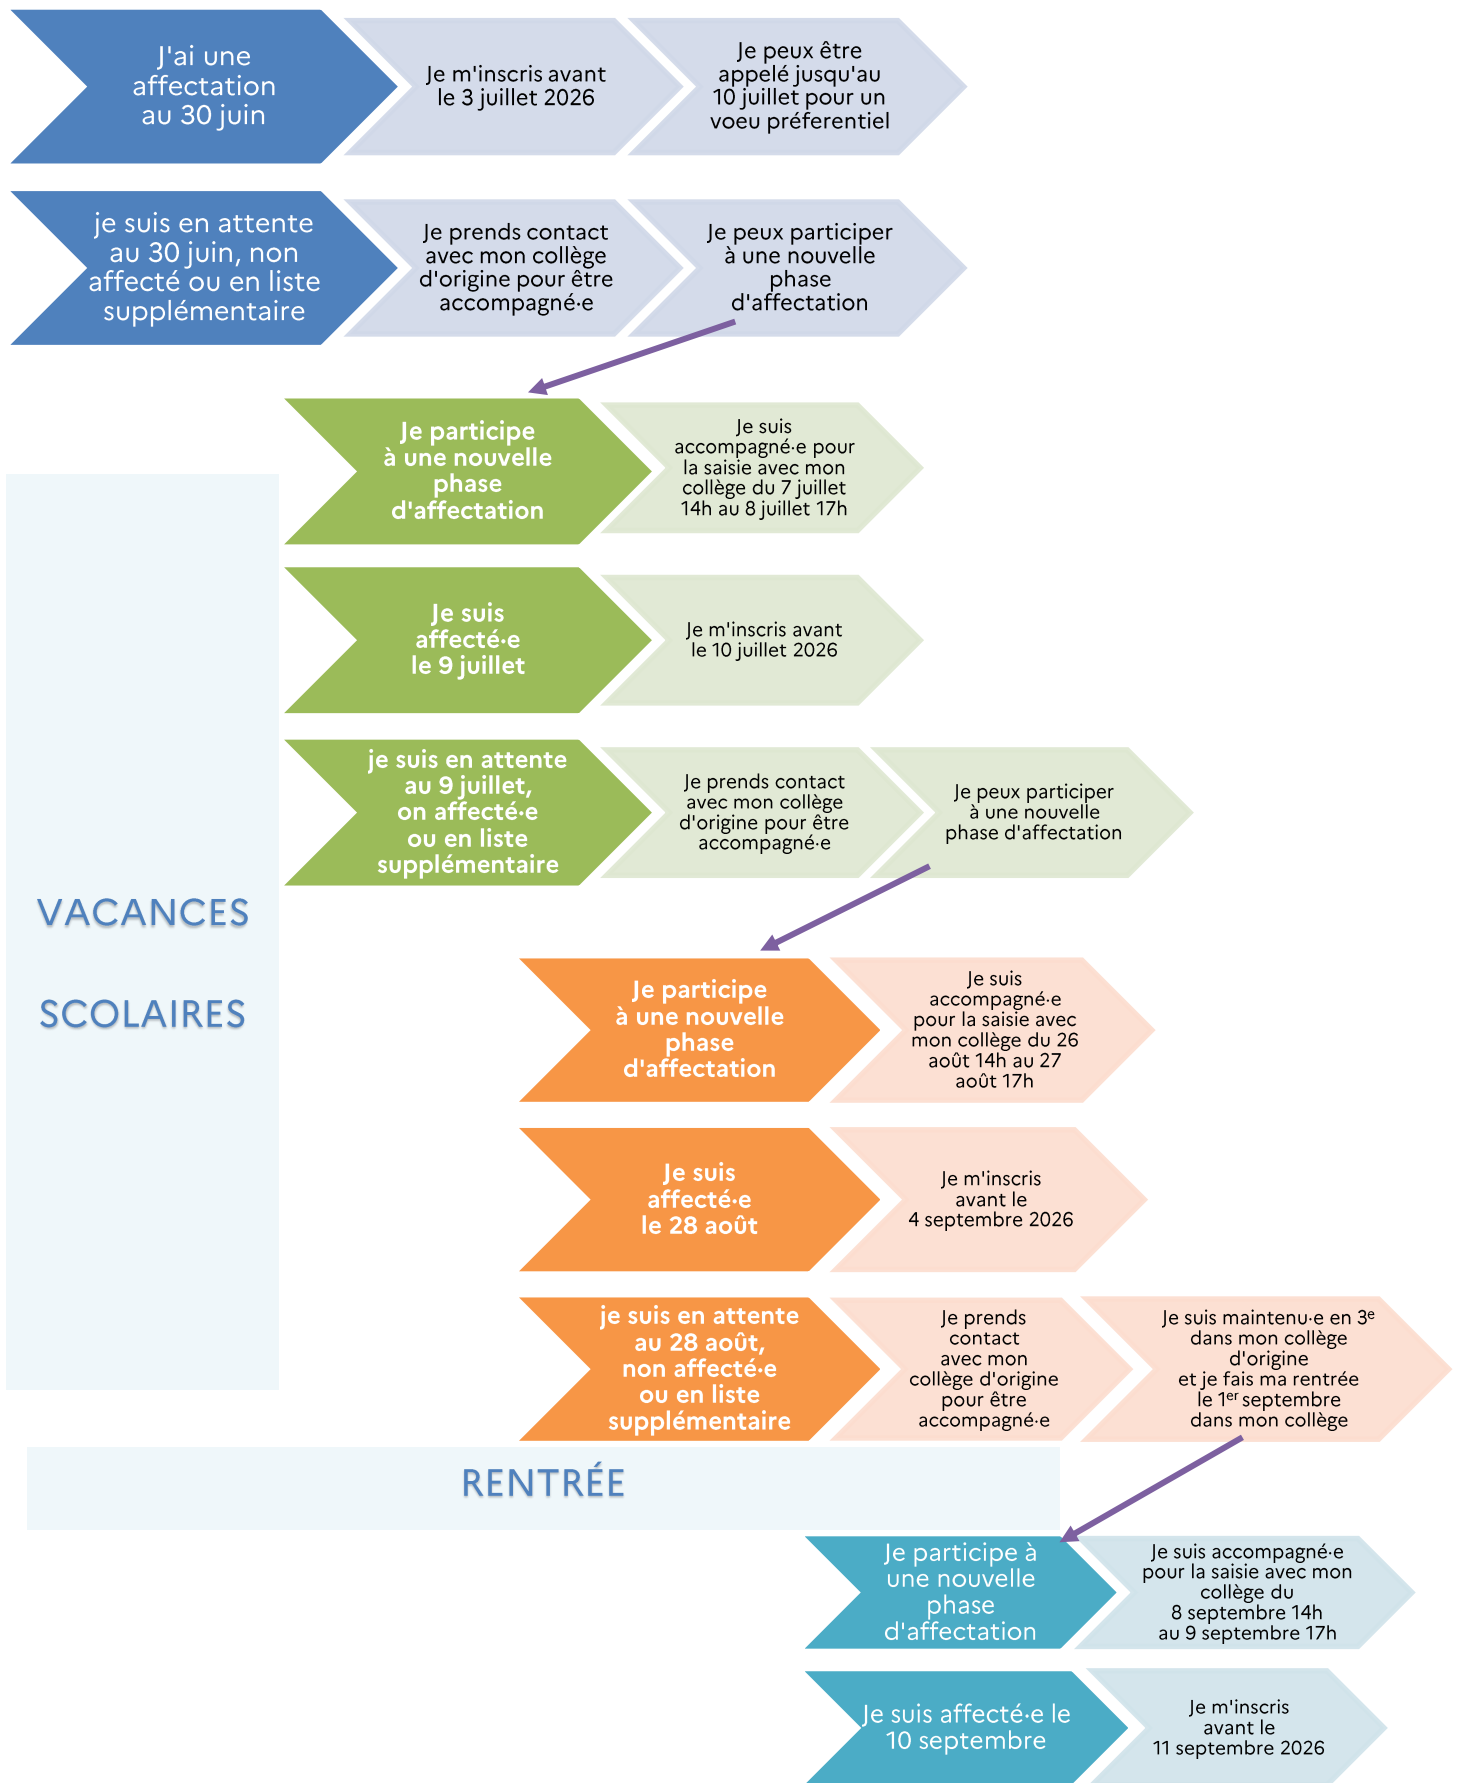 J'ai une
affectation
au 30 juin
Je m'inscris avant
le 3 juillet 2026
Je peux être
appelé jusqu'au
10 juillet pour un
voeu préferentiel
je suis en attente
au 30 juin, non
affecté ou en liste
supplémentaire
Je prends contact
avec mon collège
d'origine pour être
accompagné·e
Je peux participer
à une nouvelle
phase
d'affectation
Je participe
à une nouvelle
phase
d'affectation
Je suis
accompagné·e pour
la saisie avec mon
collège du 7 juillet
14h au 8 juillet 17h
Je suis
affecté·e
le 9 juillet
Je m'inscris avant
le 10 juillet 2026
je suis en attente
au 9 juillet,
on affecté·e
ou en liste
supplémentaire
Je prends contact
avec mon collège
d'origine pour être
accompagné·e
Je peux participer
à une nouvelle
phase d'affectation
VACANCES
SCOLAIRES
Je participe
à une nouvelle
phase
d'affectation
Je suis
accompagné·e
pour la saisie avec
mon collège du 26
août 14h au 27
août 17h
Je suis
affecté·e
le 28 août
Je m'inscris
avant le
4 septembre 2026
je suis en attente
au 28 août,
non affecté·e
ou en liste
supplémentaire
Je prends
contact
avec mon
collège d'origine
pour être
accompagné·e
Je suis maintenu·e en 3e
dans mon collège
d'origine
et je fais ma rentrée
le 1er septembre
dans mon collège
RENTRÉE
Je participe à
une nouvelle
phase
d'affectation
Je suis accompagné·e
pour la saisie avec mon
collège du
8 septembre 14h
au 9 septembre 17h
Je suis affecté·e le
10 septembre
Je m'inscris
avant le
11 septembre 2026